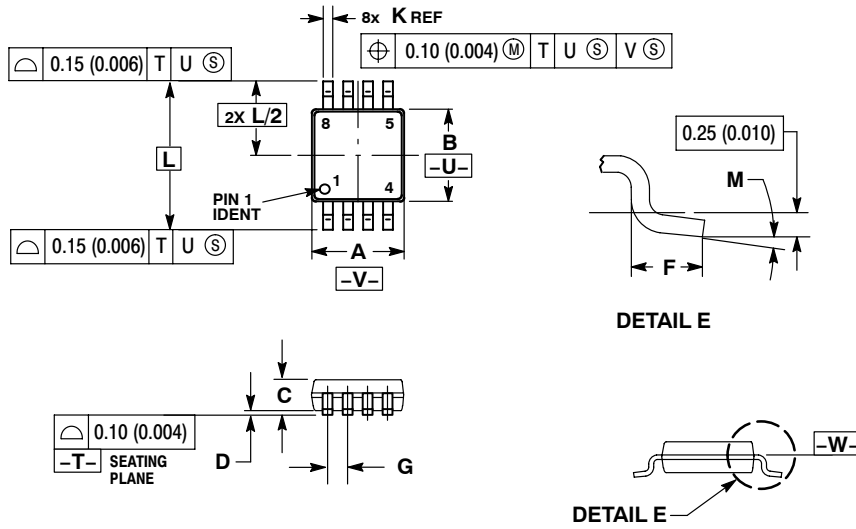 8x K REF
⌓ 0.15 (0.006) T U Ⓢ
⌖ 0.10 (0.004) Ⓜ T U Ⓢ V Ⓢ
2X L/2
8 5
B
-U-
L
PIN 1
IDENT
1 4
⌓ 0.15 (0.006) T U Ⓢ
A
-V-
0.25 (0.010)
M
F
DETAIL E
C
⌓ 0.10 (0.004)
-T- SEATING
PLANE
D
G
-W-
DETAIL E